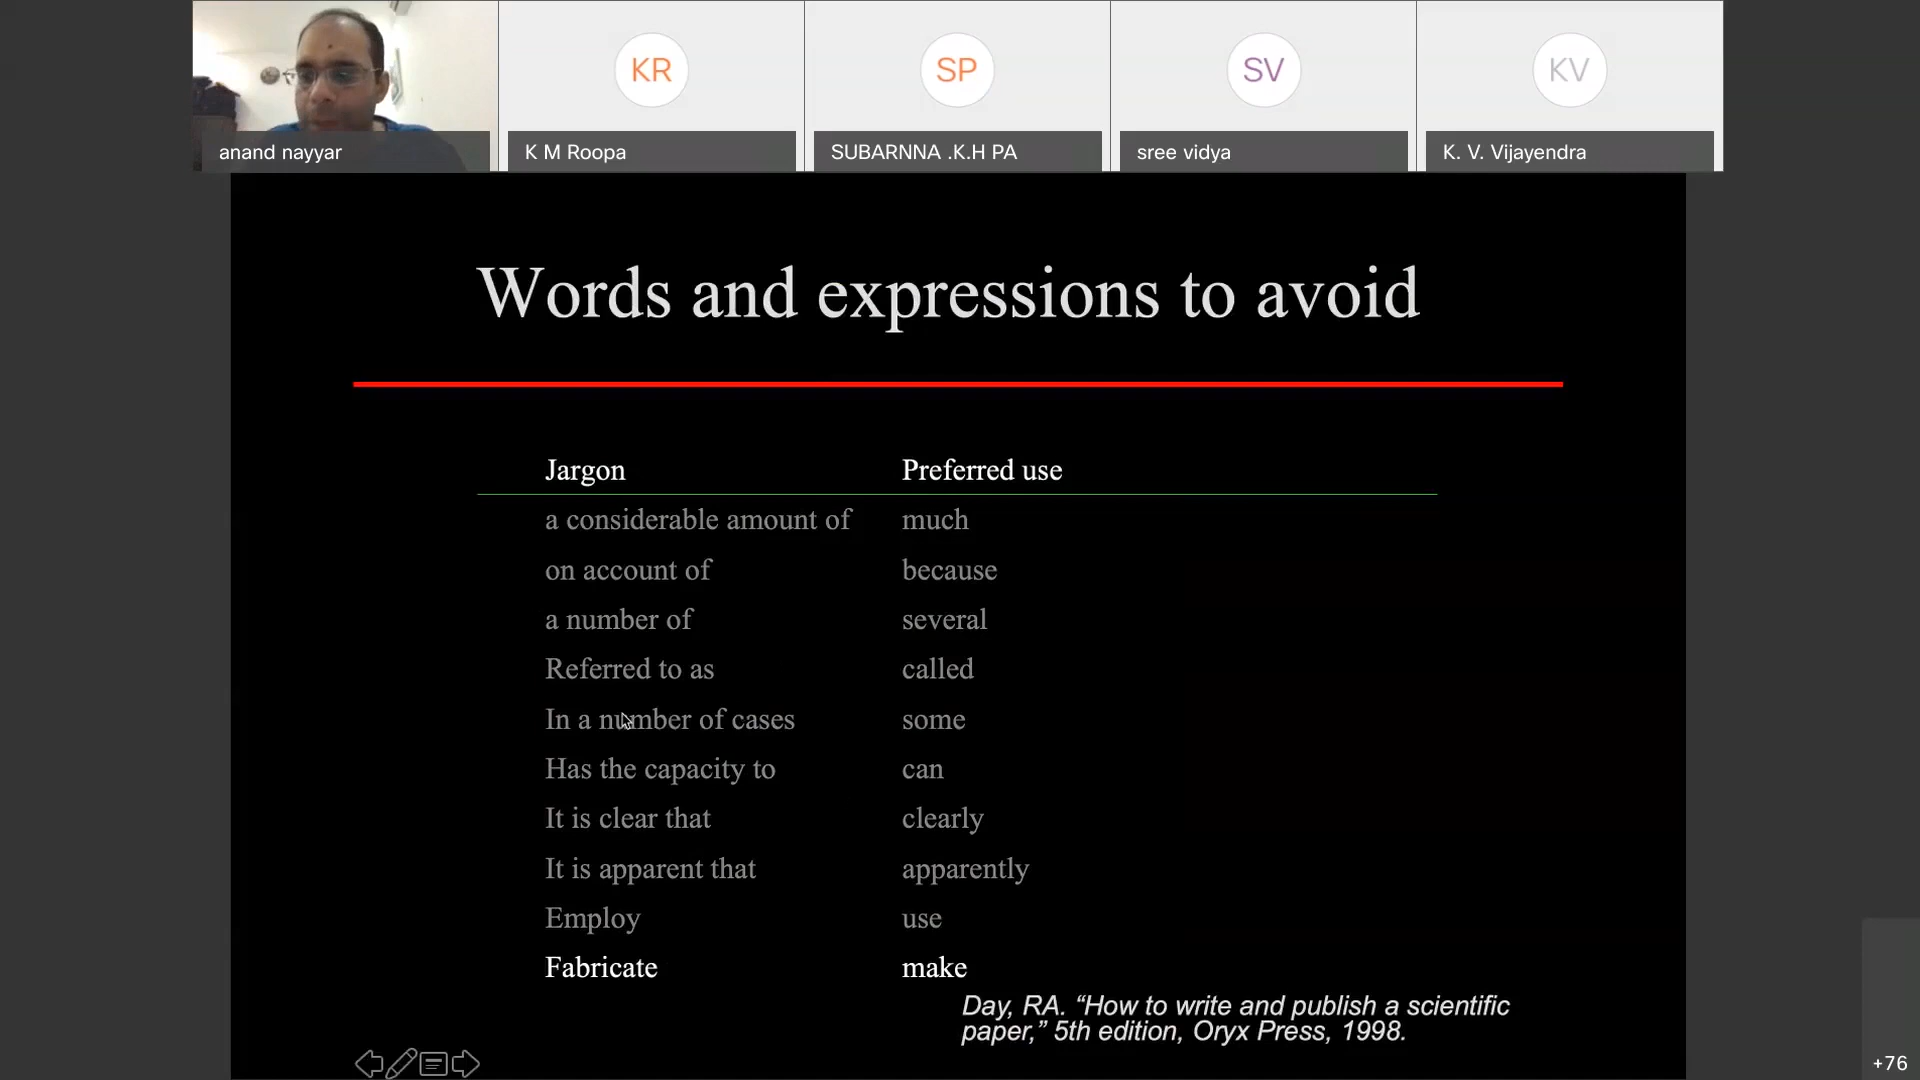 KR
SP
SV
KV
anand nayyar
K M Roopa
SUBARNNA .K.H PA
sree vidya
K. V. Vijayendra
Words and expressions to avoid
Jargon Preferred use
a considerable amount of much
on account of because
a number of several
Referred to as called
In a number of cases some
Has the capacity to can
It is clear that clearly
It is apparent that apparently
Employ use
Fabricate make
Day, RA. “How to write and publish a scientific
paper,” 5th edition, Oryx Press, 1998.
+76